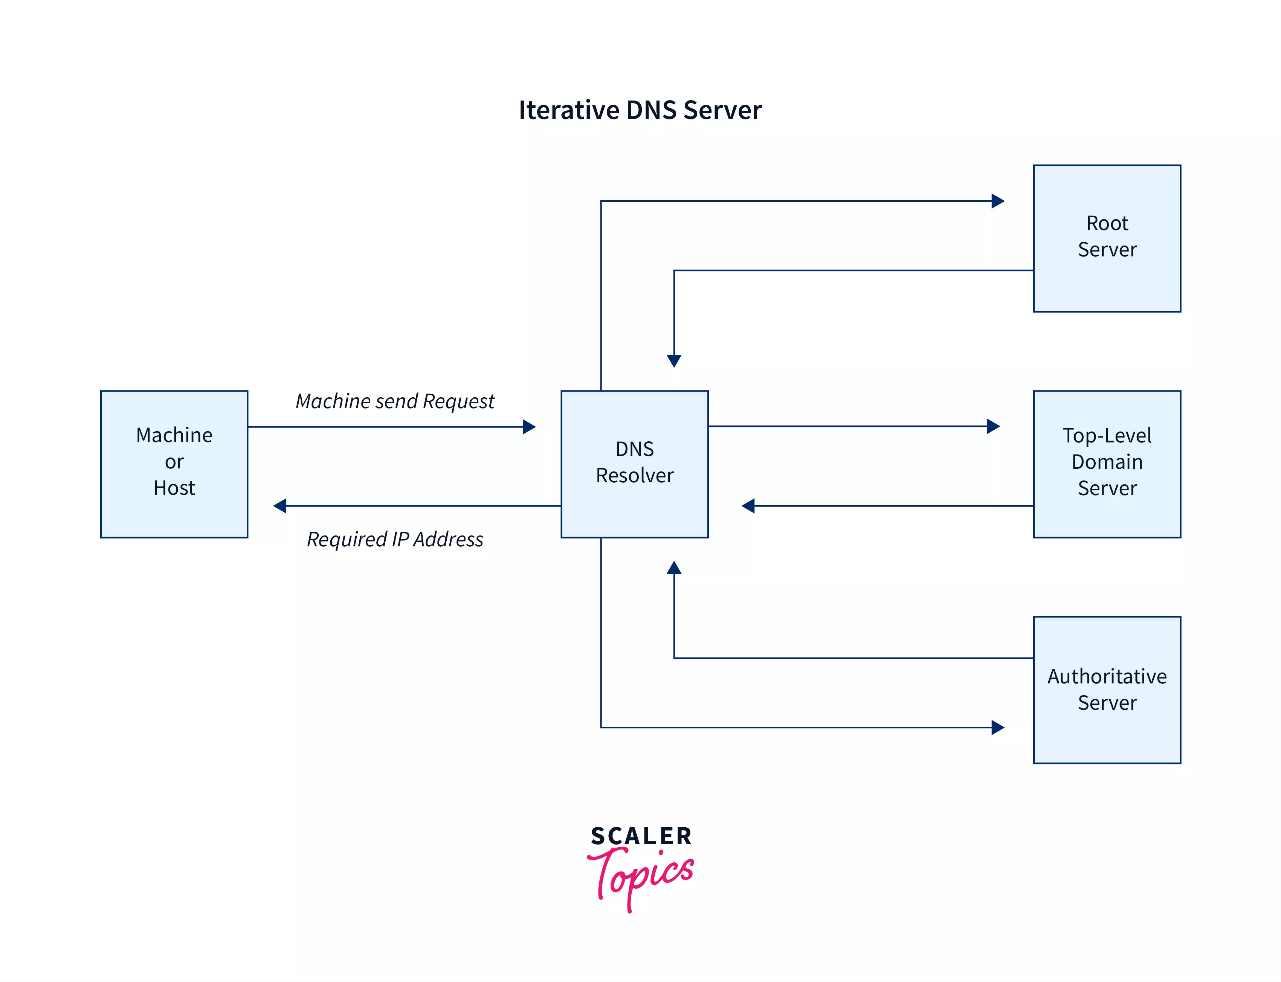 Iterative DNS Server
Root
Server
Machine send Request
Machine
or
Host
DNS
Resolver
Top-Level
Domain
Server
Required IP Address
Authoritative
Server
SCALER
Topics